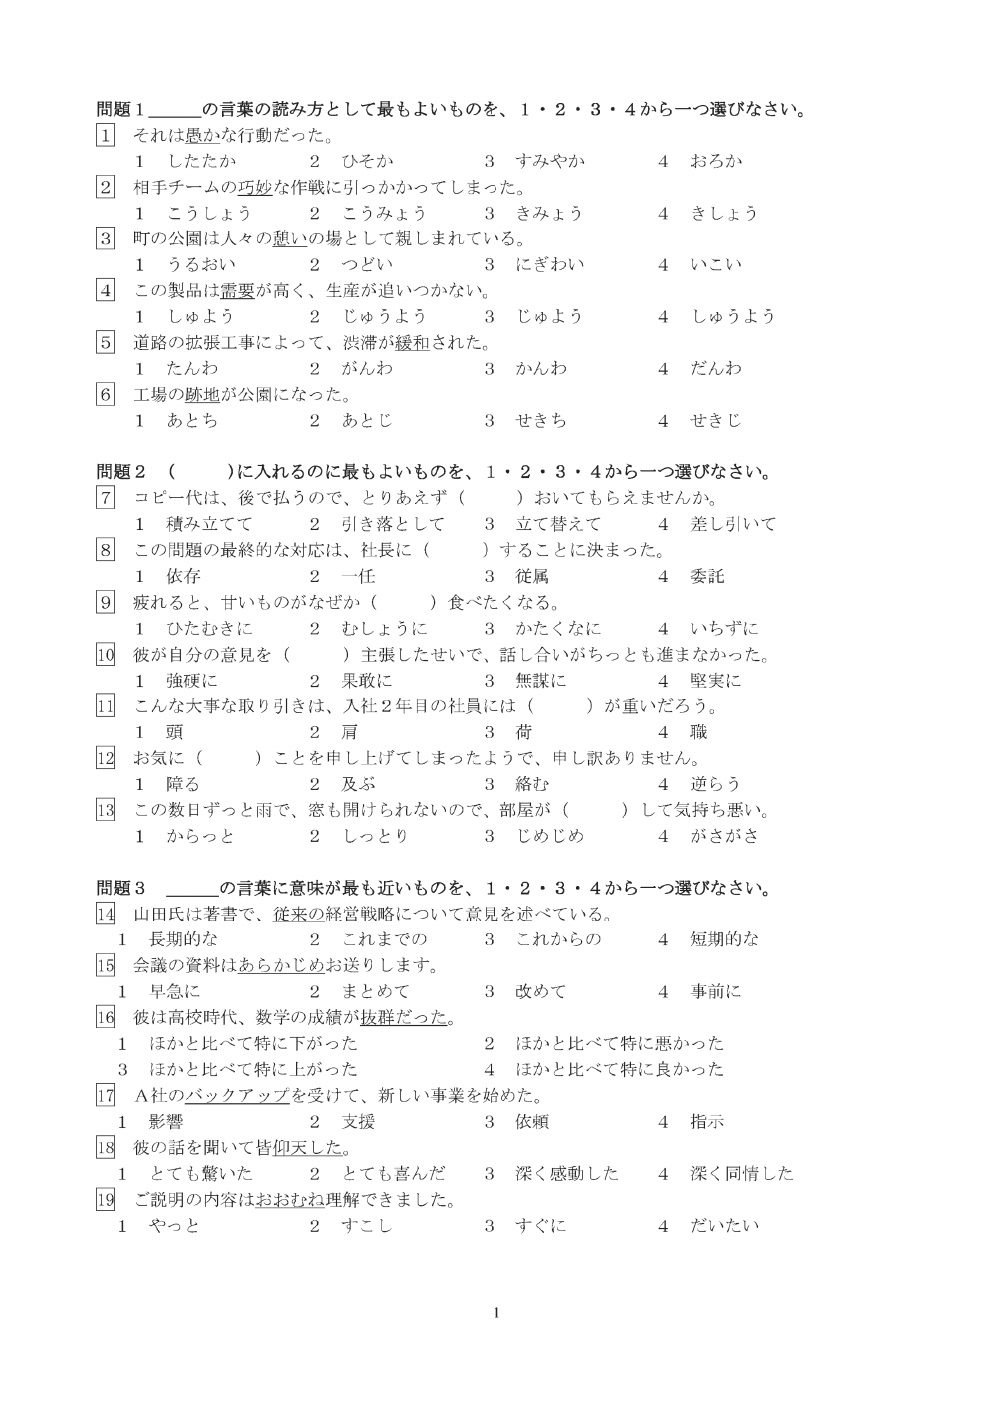 問題１＿＿＿の言葉の読み方として最もよいものを、１・２・３・４から一つ選びなさい。
1 それは愚かな行動だった。
1 したたか 2 ひそか 3 すみやか 4 おろか
2 相手チームの巧妙な作戦に引っかかってしまった。
1 こうしょう 2 こうみょう 3 きみょう 4 きしょう
3 町の公園は人々の憩いの場として親しまれている。
1 うるおい 2 つどい 3 にぎわい 4 いこい
4 この製品は需要が高く、生産が追いつかない。
1 しゅよう 2 じゅうよう 3 じゅよう 4 しゅうよう
5 道路の拡張工事によって、渋滞が緩和された。
1 たんわ 2 がんわ 3 かんわ 4 だんわ
6 工場の跡地が公園になった。
1 あとち 2 あとじ 3 せきち 4 せきじ
問題２ （　　　）に入れるのに最もよいものを、１・２・３・４から一つ選びなさい。
7 コピー代は、後で払うので、とりあえず（　　　）おいてもらえませんか。
1 積み立てて 2 引き落として 3 立て替えて 4 差し引いて
8 この問題の最終的な対応は、社長に（　　　）することに決まった。
1 依存 2 一任 3 従属 4 委託
9 疲れると、甘いものがなぜか（　　　）食べたくなる。
1 ひたむきに 2 むしょうに 3 かたくなに 4 いちずに
10 彼が自分の意見を（　　　）主張したせいで、話し合いがちっとも進まなかった。
1 強硬に 2 果敢に 3 無謀に 4 堅実に
11 こんな大事な取り引きは、入社２年目の社員には（　　　）が重いだろう。
1 頭 2 肩 3 荷 4 職
12 お気に（　　　）ことを申し上げてしまったようで、申し訳ありません。
1 障る 2 及ぶ 3 絡む 4 逆らう
13 この数日ずっと雨で、窓も開けられないので、部屋が（　　　）して気持ち悪い。
1 からっと 2 しっとり 3 じめじめ 4 がさがさ
問題３ ＿＿＿の言葉に意味が最も近いものを、１・２・３・４から一つ選びなさい。
14 山田氏は著書で、従来の経営戦略について意見を述べている。
1 長期的な 2 これまでの 3 これからの 4 短期的な
15 会議の資料はあらかじめお送りします。
1 早急に 2 まとめて 3 改めて 4 事前に
16 彼は高校時代、数学の成績が抜群だった。
1 ほかと比べて特に下がった 2 ほかと比べて特に悪かった
3 ほかと比べて特に上がった 4 ほかと比べて特に良かった
17 Ａ社のバックアップを受けて、新しい事業を始めた。
1 影響 2 支援 3 依頼 4 指示
18 彼の話を聞いて皆仰天した。
1 とても驚いた 2 とても喜んだ 3 深く感動した 4 深く同情した
19 ご説明の内容はおおむね理解できました。
1 やっと 2 すこし 3 すぐに 4 だいたい
1